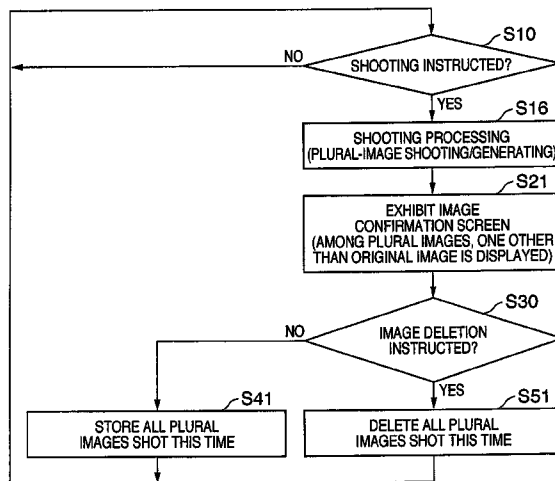 S10
NO
SHOOTING INSTRUCTED?
YES
S16
SHOOTING PROCESSING
(PLURAL-IMAGE SHOOTING/GENERATING)
S21
EXHIBIT IMAGE
CONFIRMATION SCREEN
(AMONG PLURAL IMAGES, ONE OTHER
THAN ORIGINAL IMAGE IS DISPLAYED)
S30
NO
IMAGE DELETION
INSTRUCTED?
YES
S41
STORE ALL PLURAL
IMAGES SHOT THIS TIME
S51
DELETE ALL PLURAL
IMAGES SHOT THIS TIME